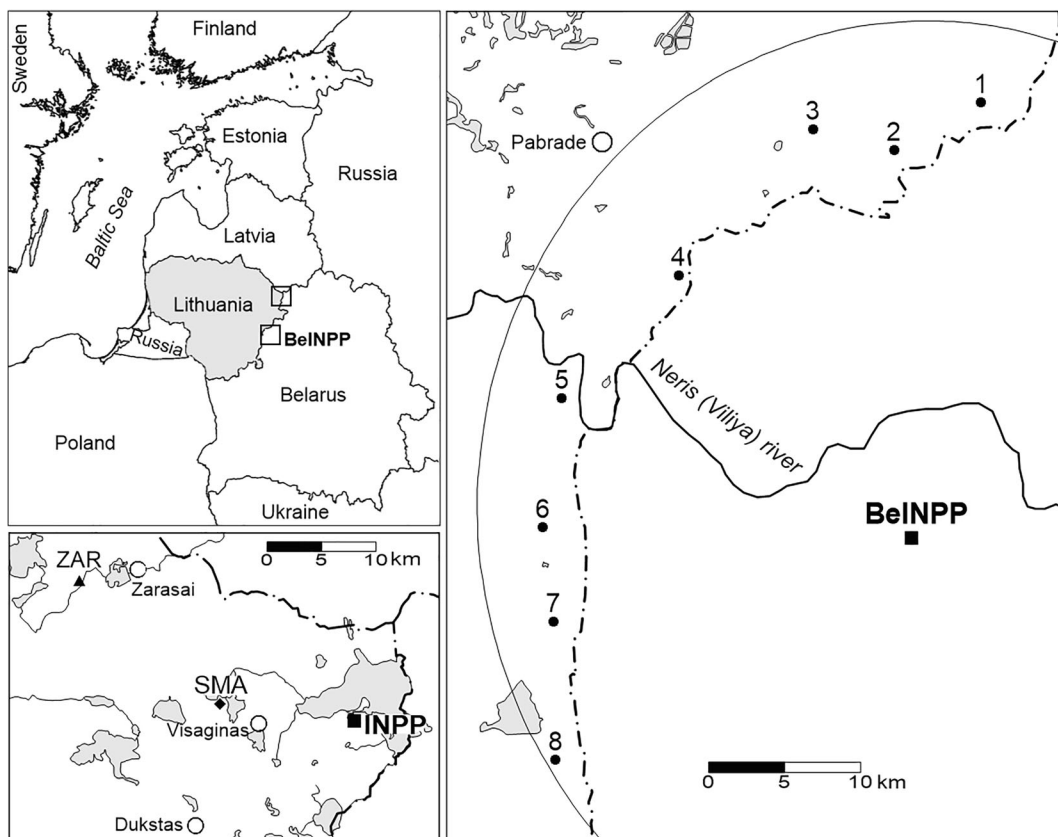 Finland
Sweden
Estonia
Russia
Baltic Sea
Latvia
Lithuania
BelNPP
Russia
Belarus
Poland
Ukraine
ZAR
Zarasai
0 5 10 km
SMA
Visaginas
INPP
Dukstas
1
3
2
Pabrade
4
5
Neris (Viliya) river
6
BelNPP
7
8
0 5 10 km